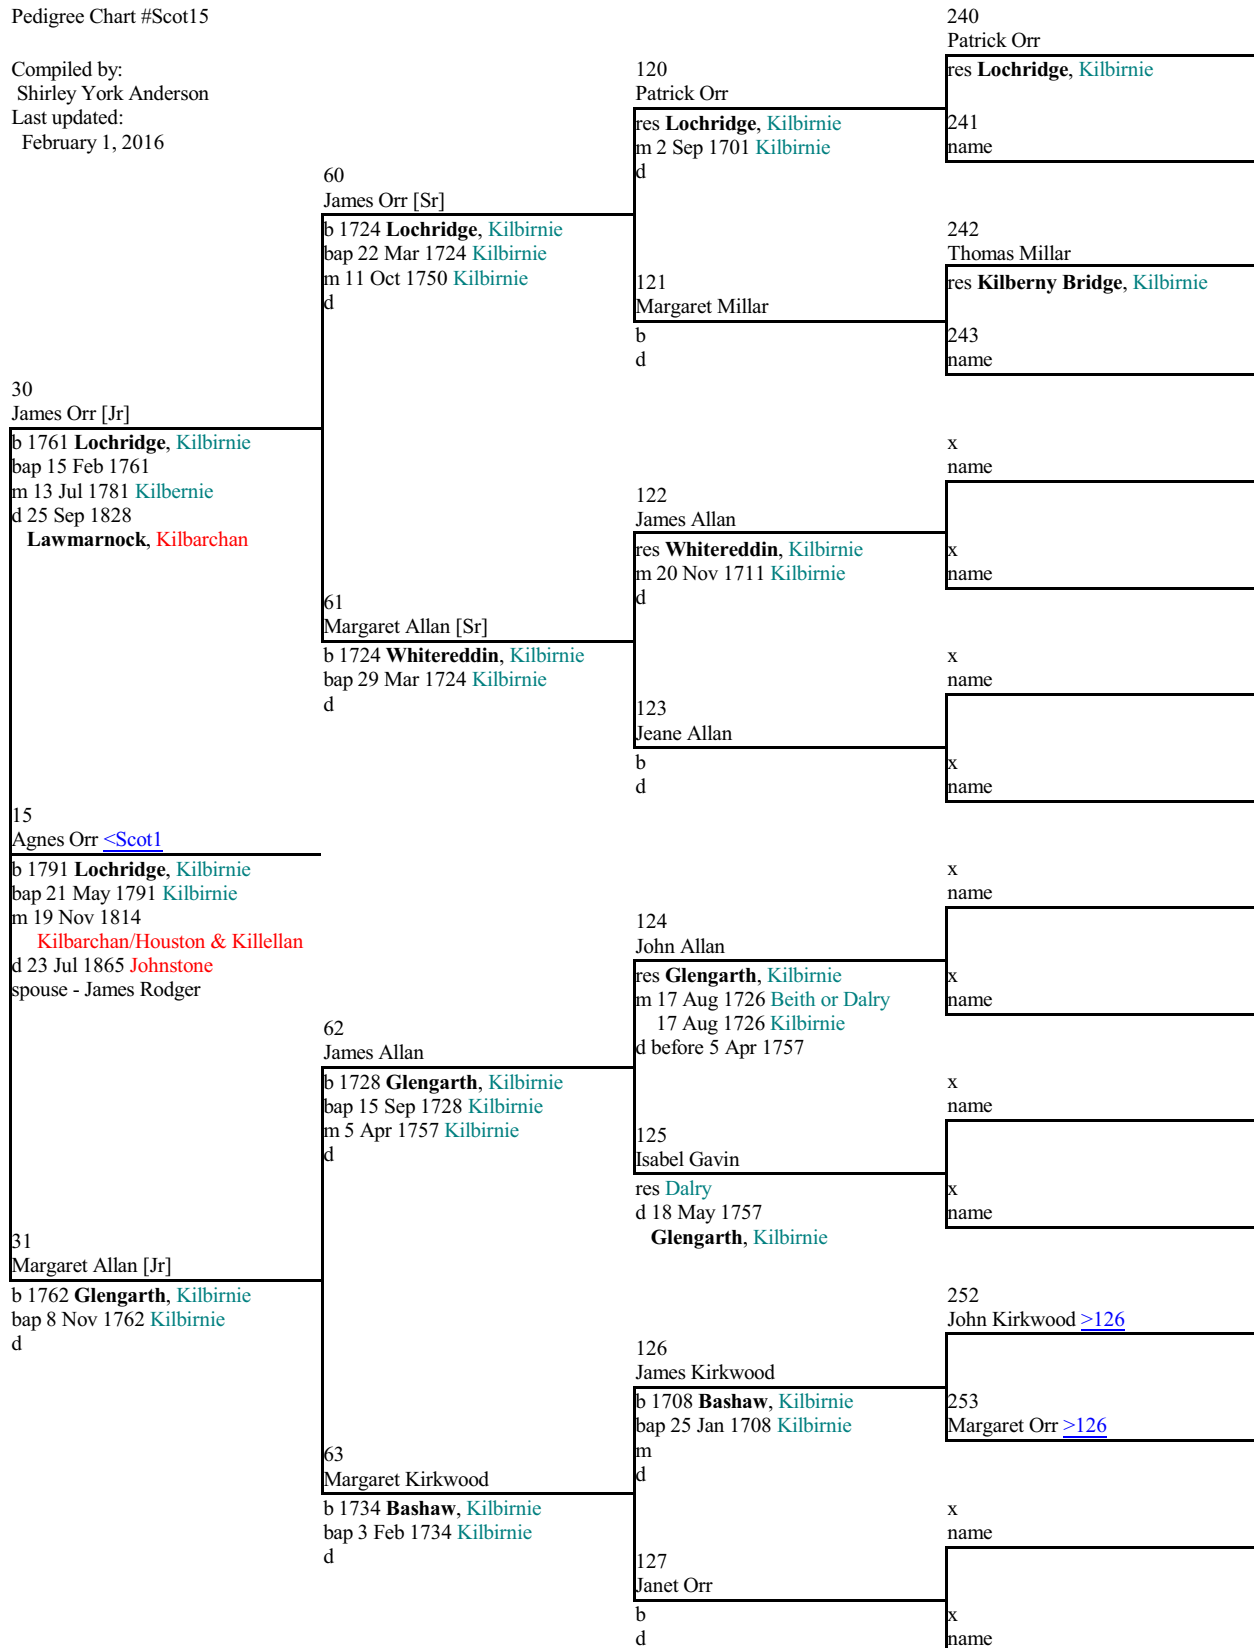 Pedigree Chart #Scot15
Compiled by:
Shirley York Anderson
Last updated:
February 1, 2016
30
James Orr [Jr]
b 1761 Lochridge, Kilbirnie
bap 15 Feb 1761
m 13 Jul 1781 Kilbernie
d 25 Sep 1828
Lawmarnock, Kilbarchan
15
Agnes Orr <Scot1
b 1791 Lochridge, Kilbirnie
bap 21 May 1791 Kilbirnie
m 19 Nov 1814
Kilbarchan/Houston & Killellan
d 23 Jul 1865 Johnstone
spouse - James Rodger
31
Margaret Allan [Jr]
b 1762 Glengarth, Kilbirnie
bap 8 Nov 1762 Kilbirnie
d
60
James Orr [Sr]
b 1724 Lochridge, Kilbirnie
bap 22 Mar 1724 Kilbirnie
m 11 Oct 1750 Kilbirnie
d
61
Margaret Allan [Sr]
b 1724 Whitereddin, Kilbirnie
bap 29 Mar 1724 Kilbirnie
d
62
James Allan
b 1728 Glengarth, Kilbirnie
bap 15 Sep 1728 Kilbirnie
m 5 Apr 1757 Kilbirnie
d
63
Margaret Kirkwood
b 1734 Bashaw, Kilbirnie
bap 3 Feb 1734 Kilbirnie
d
120
Patrick Orr
res Lochridge, Kilbirnie
m 2 Sep 1701 Kilbirnie
d
121
Margaret Millar
b
d
122
James Allan
res Whitereddin, Kilbirnie
m 20 Nov 1711 Kilbirnie
d
123
Jeane Allan
b
d
124
John Allan
res Glengarth, Kilbirnie
m 17 Aug 1726 Beith or Dalry
17 Aug 1726 Kilbirnie
d before 5 Apr 1757
125
Isabel Gavin
res Dalry
d 18 May 1757
Glengarth, Kilbirnie
126
James Kirkwood
b 1708 Bashaw, Kilbirnie
bap 25 Jan 1708 Kilbirnie
m
d
127
Janet Orr
b
d
240
Patrick Orr
res Lochridge, Kilbirnie
241
name
242
Thomas Millar
res Kilberny Bridge, Kilbirnie
243
name
x
name
x
name
x
name
x
name
x
name
x
name
x
name
x
name
252
John Kirkwood >126
253
Margaret Orr >126
x
name
x
name